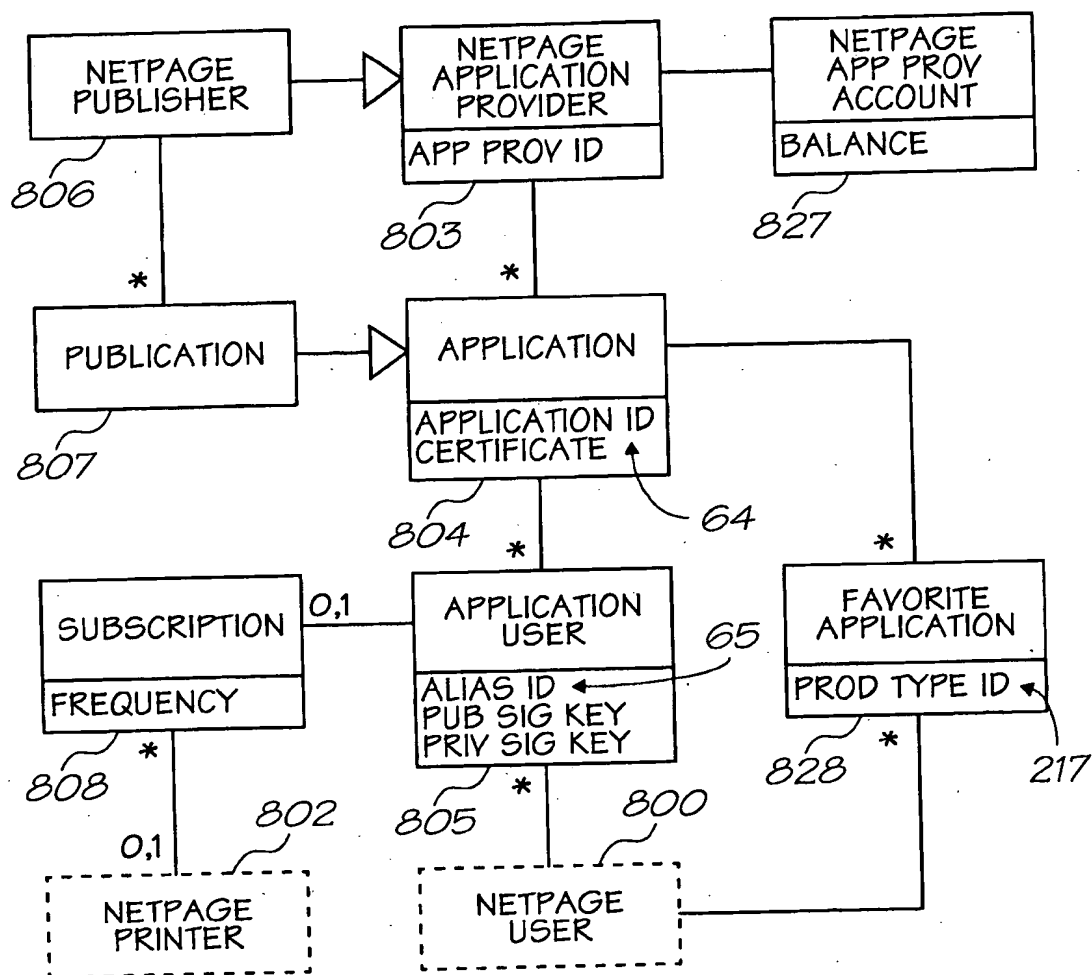 NETPAGE
PUBLISHER
806
NETPAGE
APPLICATION
PROVIDER
APP PROV ID
803
NETPAGE
APP PROV
ACCOUNT
BALANCE
827
*
*
PUBLICATION
807
APPLICATION
APPLICATION ID
CERTIFICATE
64
804
*
*
SUBSCRIPTION
FREQUENCY
808
0,1
APPLICATION
USER
ALIAS ID
65
PUB SIG KEY
PRIV SIG KEY
805
FAVORITE
APPLICATION
PROD TYPE ID
217
828
*
*
*
0,1
802
NETPAGE
PRINTER
800
NETPAGE
USER